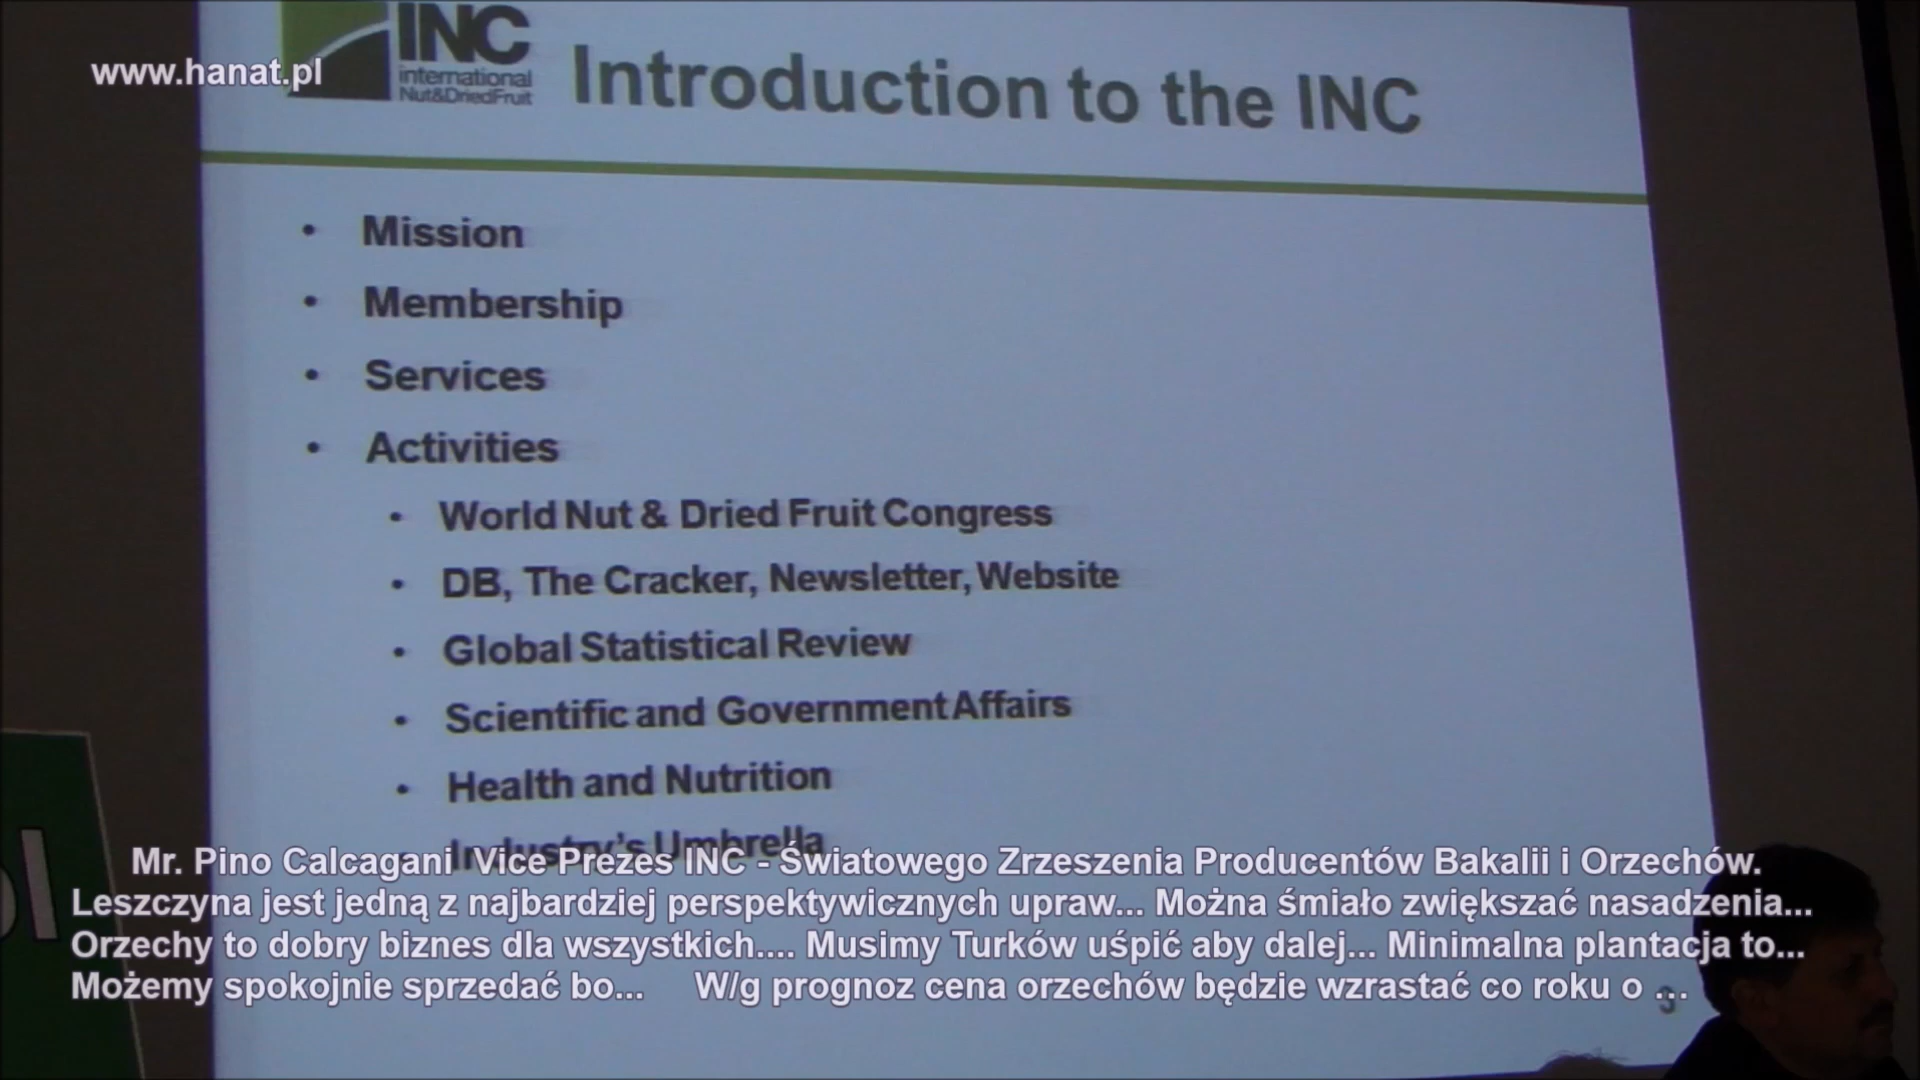 www.hanat.pl
INC
international
Nut&DriedFruit
Introduction to the INC
• Mission
• Membership
• Services
• Activities
• World Nut & Dried Fruit Congress
• DB, The Cracker, Newsletter, Website
• Global Statistical Review
• Scientific and Government Affairs
• Health and Nutrition
• Industry's Umbrella
Mr. Pino Calcagani Vice Prezes INC - Światowego Zrzeszenia Producentów Bakalii i Orzechów.
Leszczyna jest jedną z najbardziej perspektywicznych upraw... Można śmiało zwiększać nasadzenia...
Orzechy to dobry biznes dla wszystkich.... Musimy Turków uśpić aby dalej... Minimalna plantacja to...
Możemy spokojnie sprzedać bo... W/g prognoz cena orzechów będzie wzrastać co roku o ...
3